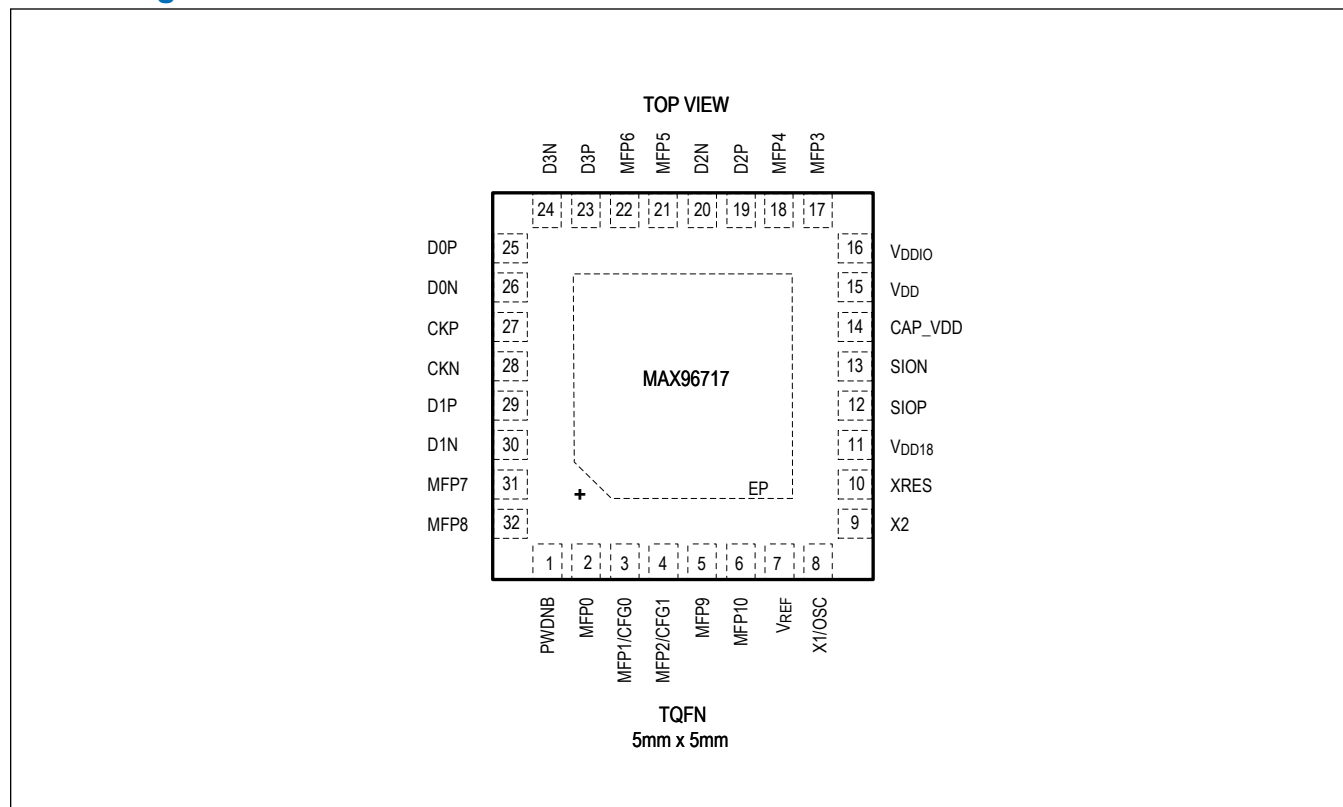 TOP VIEW
D3N D3P MFP6 MFP5 D2N D2P MFP4 MFP3
24 23 22 21 20 19 18 17
D0P 25 16 VDDIO
D0N 26 15 VDD
CKP 27 14 CAP_VDD
CKN 28 13 SION
MAX96717
D1P 29 12 SIOP
D1N 30 11 VDD18
MFP7 31 10 XRES
+ EP
MFP8 32 9 X2
1 2 3 4 5 6 7 8
PWDNB MFP0 MFP1/CFG0 MFP2/CFG1 MFP9 MFP10 VREF X1/OSC
TQFN
5mm x 5mm